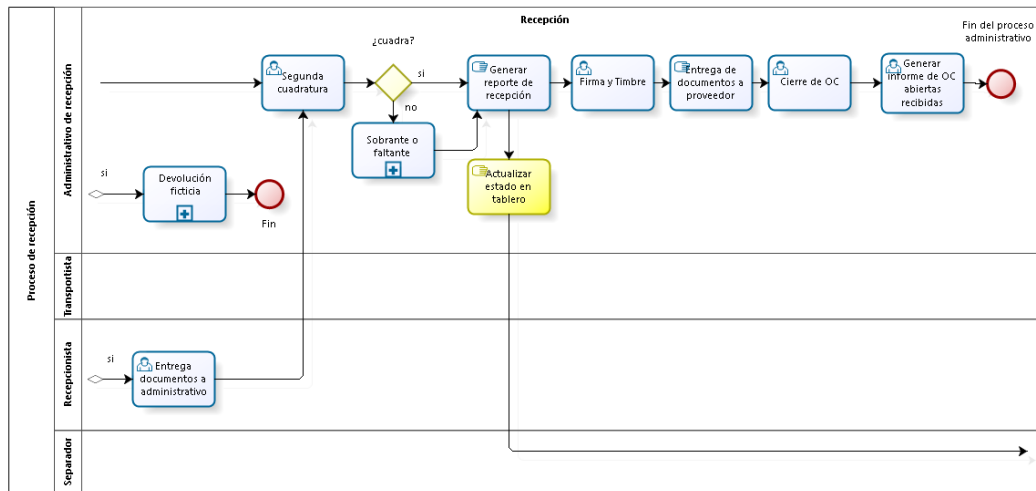 Recepción
Proceso de recepción
Administrativo de recepción
Transportista
Recepcionista
Separador
¿cuadra?
Fin del proceso
administrativo
Segunda
cuadratura
si
no
Generar
reporte de
recepción
Firma y Timbre
Entrega de
documentos a
proveedor
Cierre de OC
Generar
informe de OC
abiertas
recibidas
Sobrante o
faltante
si
Devolución
ficticia
Fin
Actualizar
estado en
tablero
si
Entrega
documentos a
administrativo